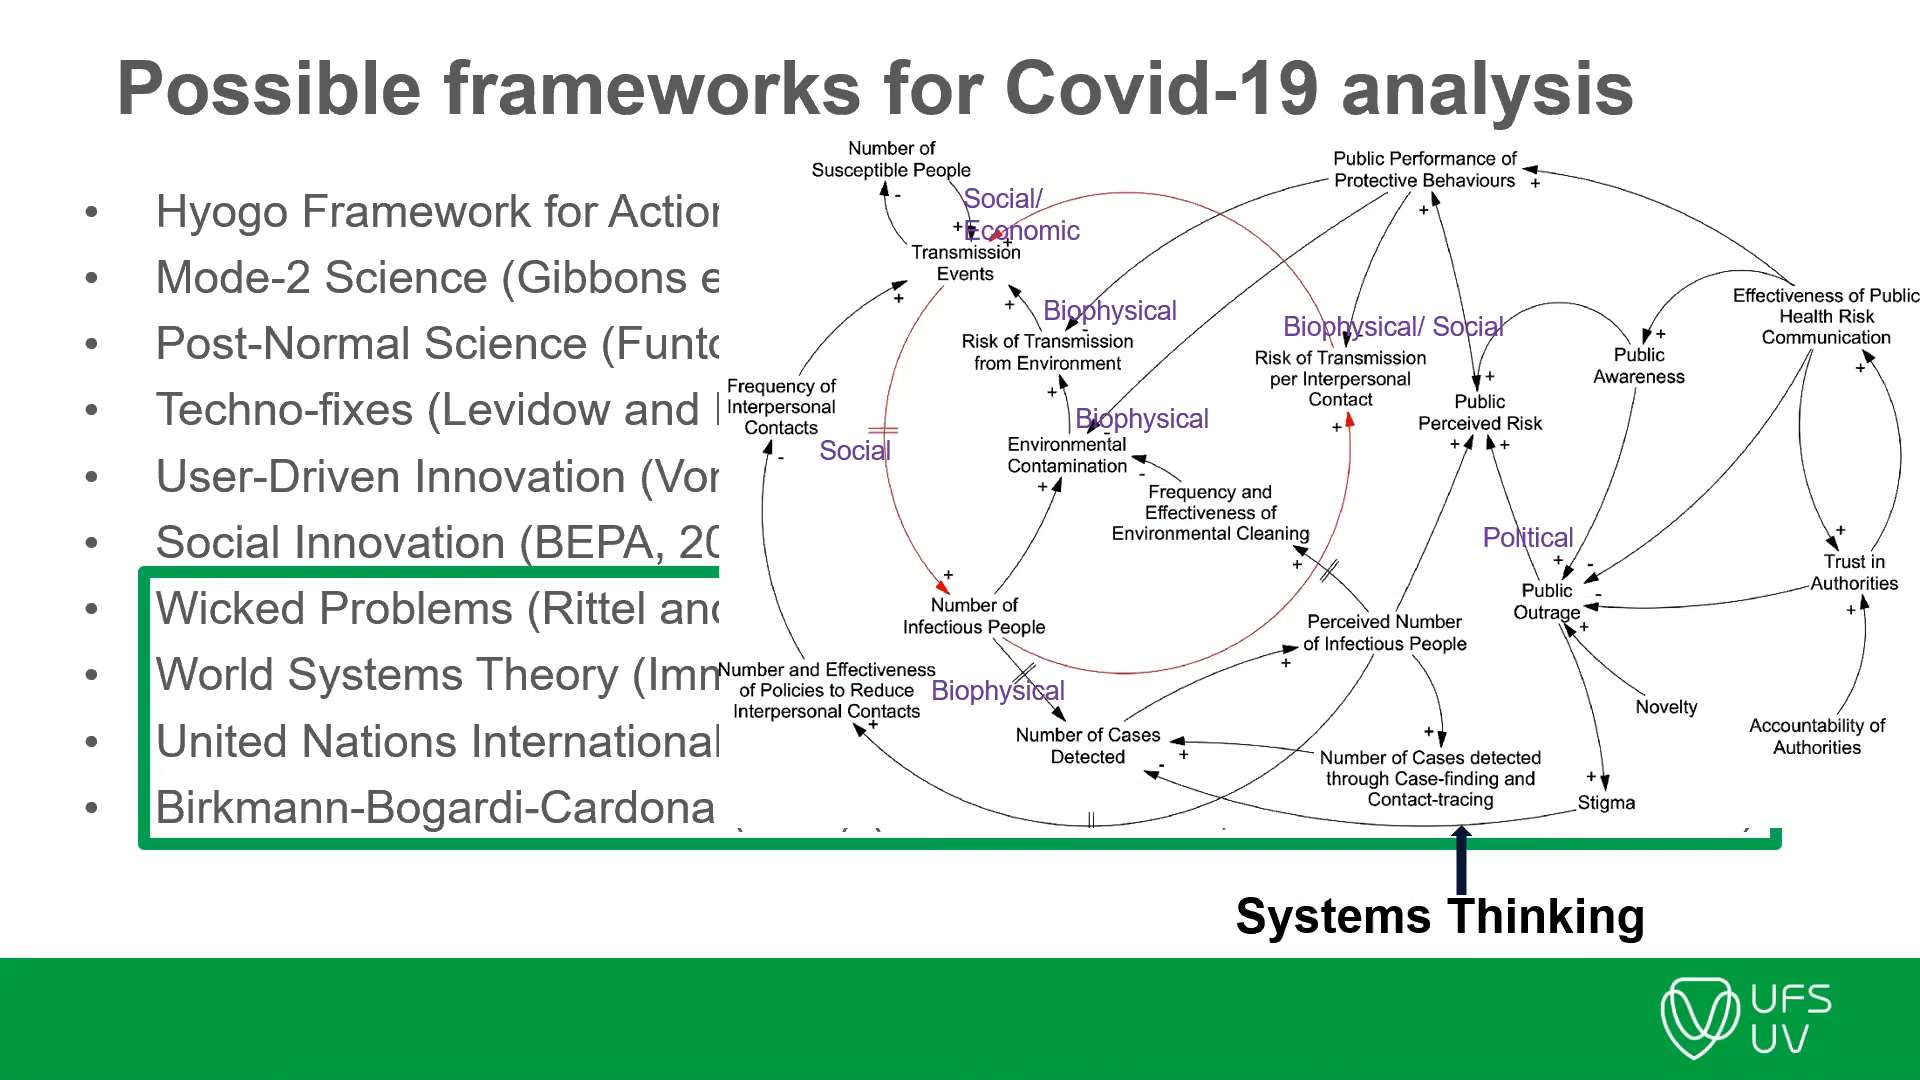 Possible frameworks for Covid-19 analysis
• Hyogo Framework for Action
• Mode-2 Science (Gibbons
• Post-Normal Science
• Techno-fixes (Levidow and
• User-Driven Innovation
• Social Innovation (BEPA,
• Wicked Problems (Rittel and
• World Systems Theory
• United Nations International
• Birkmann-Bogardi-Cardona
Number of
Susceptible People
Social/
Economic
Transmission
Events
Public Performance of
Protective Behaviours
Biophysical
Risk of Transmission
from Environment
Biophysical/ Social
Risk of Transmission
per Interpersonal
Contact
Effectiveness of Public
Health Risk
Communication
Public
Awareness
Public
Perceived Risk
Frequency of
Interpersonal
Contacts
Social
Biophysical
Environmental
Contamination
Frequency and
Effectiveness of
Environmental Cleaning
Political
Public
Outrage
Trust in
Authorities
Number of
Infectious People
Perceived Number
of Infectious People
Number and Effectiveness
of Policies to Reduce
Interpersonal Contacts
Biophysical
Number of Cases
Detected
Number of Cases detected
through Case-finding and
Contact-tracing
Novelty
Accountability of
Authorities
Stigma
Systems Thinking
UFS
UV